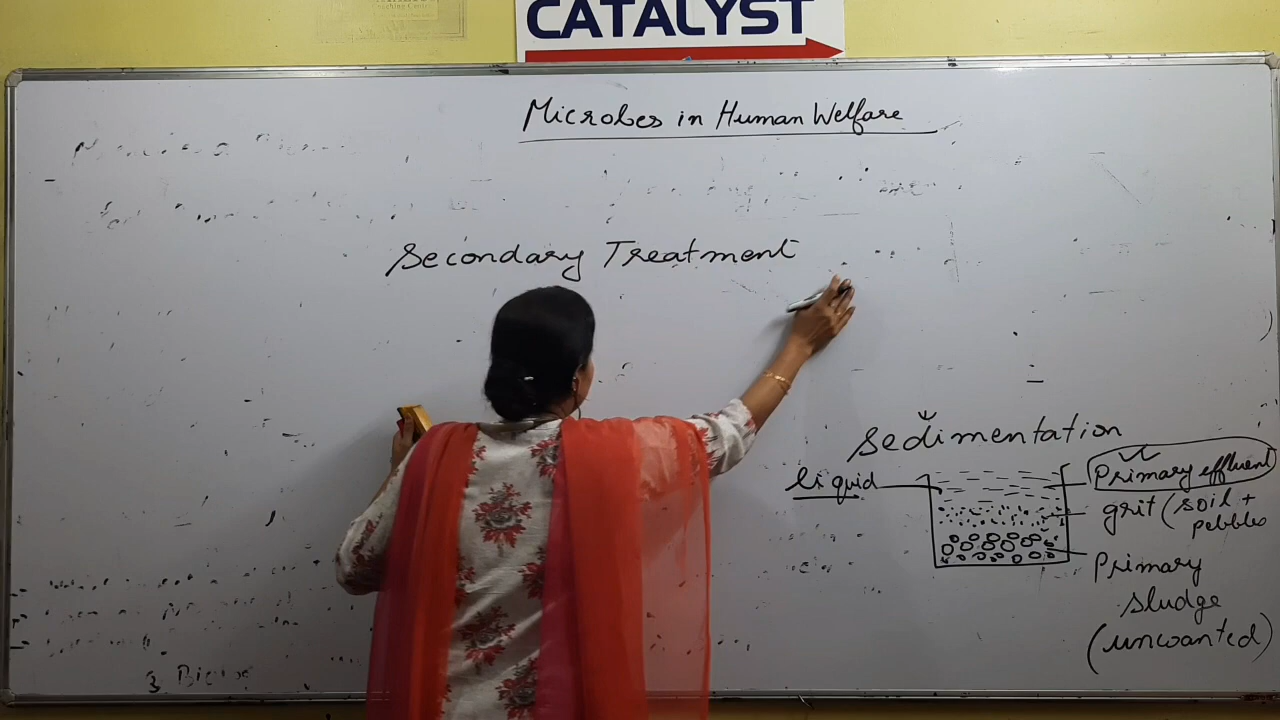 CATALYST
Microbes in Human Welfare
Secondary Treatment
Sedimentation
liquid
Primary effluent
grit (soil +
pebbles
Primary
sludge
(unwanted)